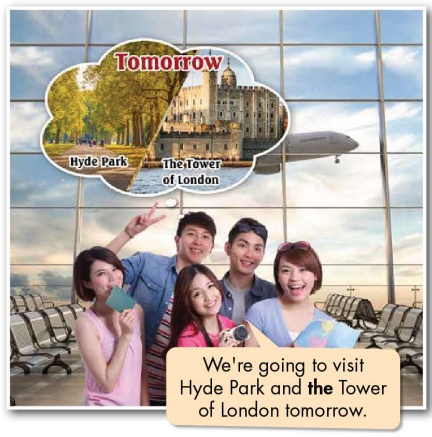 Tomorrow
Hyde Park
The Tower
of London
We're going to visit
Hyde Park and the Tower
of London tomorrow.